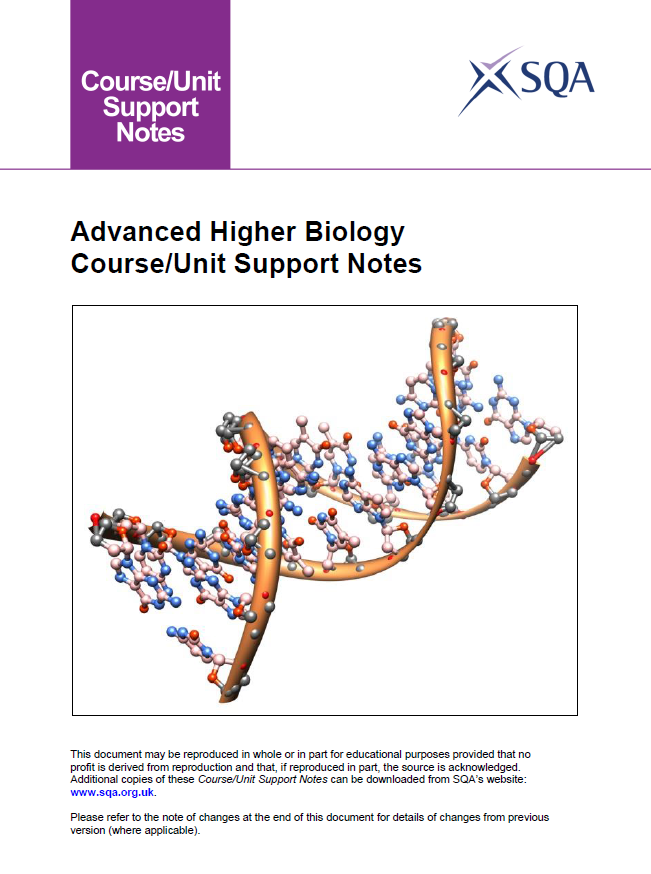 Course/Unit
Support
Notes
SQA
Advanced Higher Biology
Course/Unit Support Notes
This document may be reproduced in whole or in part for educational purposes provided that no
profit is derived from reproduction and that, if reproduced in part, the source is acknowledged.
Additional copies of these Course/Unit Support Notes can be downloaded from SQA's website:
www.sqa.org.uk.
Please refer to the note of changes at the end of this document for details of changes from previous
version (where applicable).